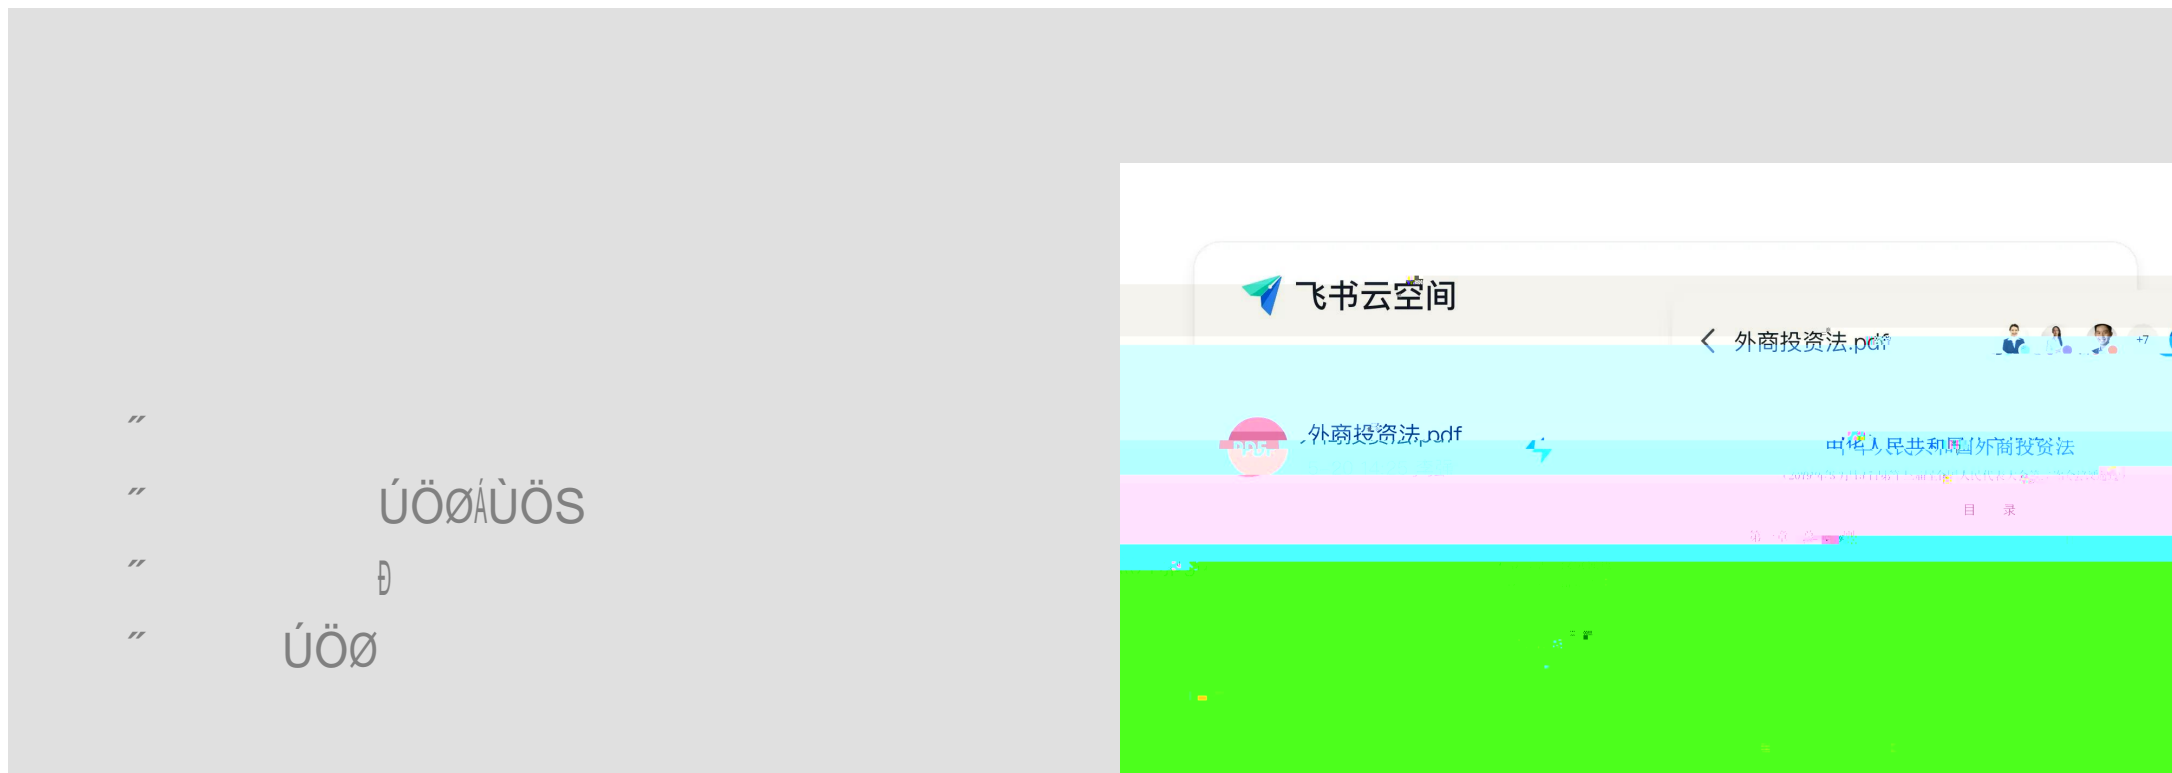 ˝
˝ ÚÖØÁÙÖS
˝ Ð
˝ ÚÖØ
飞书云空间
外商投资法.pdf
+7
外商投资法.pdf
中华人民共和国外商投资法
目 录